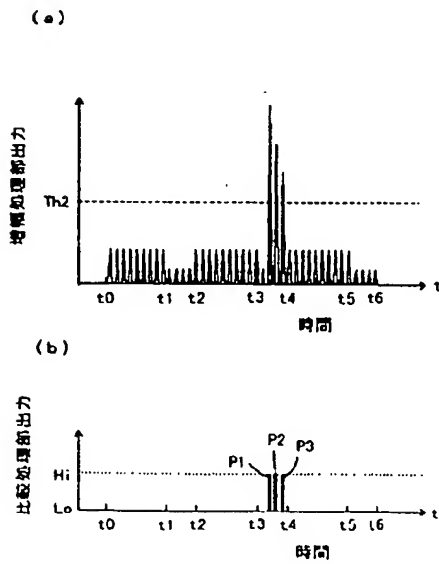 (a)
増幅処理部出力
Th2
t0 t1 t2 t3 t4 t5 t6 t
時間
(b)
比較処理部出力
P1 P2 P3
Hi
Lo
t0 t1 t2 t3 t4 t5 t6 t
時間